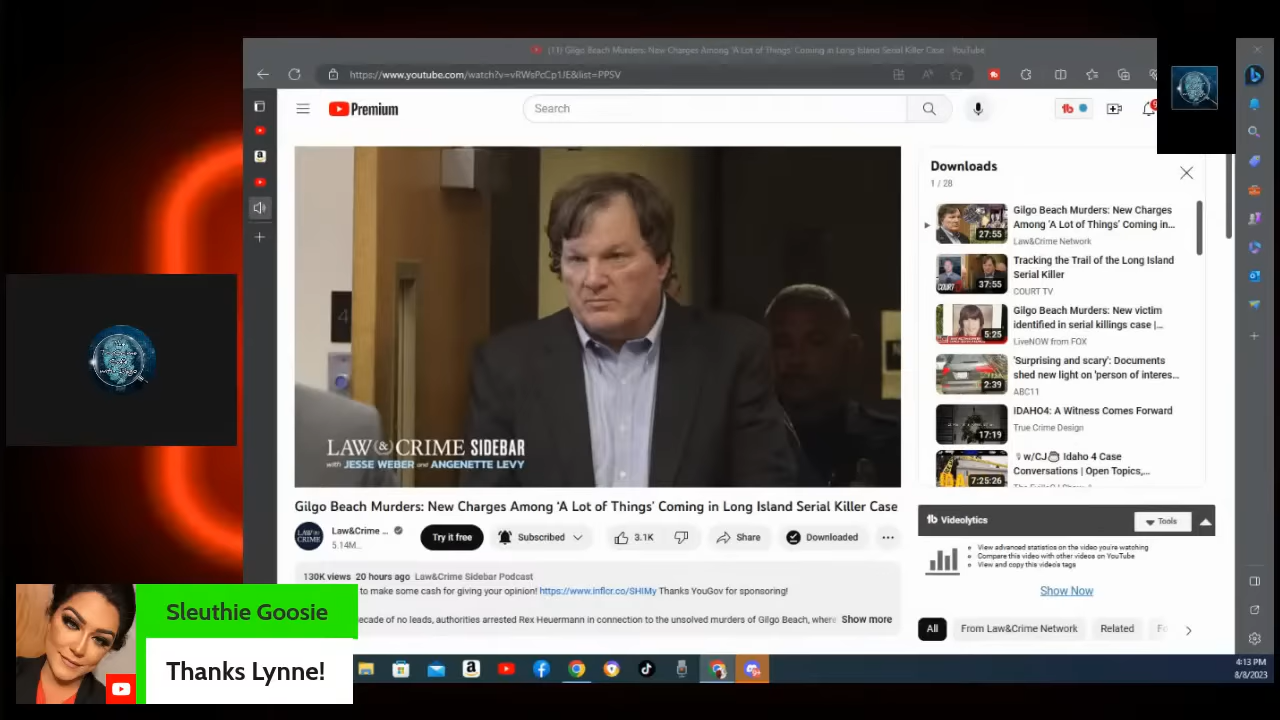 (11) Gilgo Beach Murders: New Charges Among 'A Lot of Things' Coming in Long Island Serial Killer Case - YouTube
https://www.youtube.com/watch?v=vRWsPcCp1JE&list=PPSV
Premium
Search
LAW & CRIME SIDEBAR
with JESSE WEBER and ANGENETTE LEVY
Gilgo Beach Murders: New Charges Among 'A Lot of Things' Coming in Long Island Serial Killer Case
Law&Crime ...
5.14M...
Try it free
Subscribed
3.1K
Share
Downloaded
130K views 20 hours ago Law&Crime Sidebar Podcast
to make some cash for giving your opinion! https://www.inflcr.co/SHIMy Thanks YouGov for sponsoring!
ecade of no leads, authorities arrested Rex Heuermann in connection to the unsolved murders of Gilgo Beach, where Show more
Downloads
1 / 28
Gilgo Beach Murders: New Charges
Among 'A Lot of Things' Coming in...
Law&Crime Network
27:55
Tracking the Trail of the Long Island
Serial Killer
COURT TV
37:55
Gilgo Beach Murders: New victim
identified in serial killings case |...
LiveNOW from FOX
5:25
'Surprising and scary': Documents
shed new light on 'person of interes...
ABC11
2:39
IDAHO4: A Witness Comes Forward
True Crime Design
17:19
w/CJ Idaho 4 Case
Conversations | Open Topics,...
7:25:26
tb Videolytics
Tools
View advanced statistics on the video you're watching
Compare this video with other videos on YouTube
View and copy this video's tags
Show Now
All
From Law&Crime Network
Related
Sleuthie Goosie
Thanks Lynne!
4:13 PM
8/8/2023